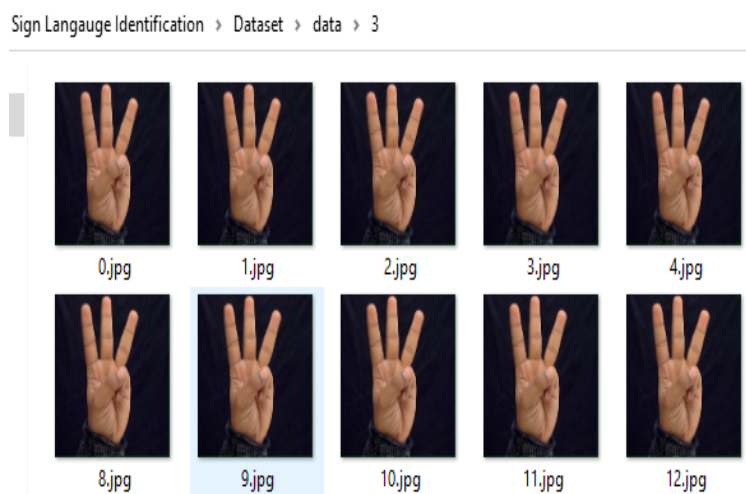 Sign Langauge Identification > Dataset > data > 3
0.jpg 1.jpg 2.jpg 3.jpg 4.jpg
8.jpg 9.jpg 10.jpg 11.jpg 12.jpg